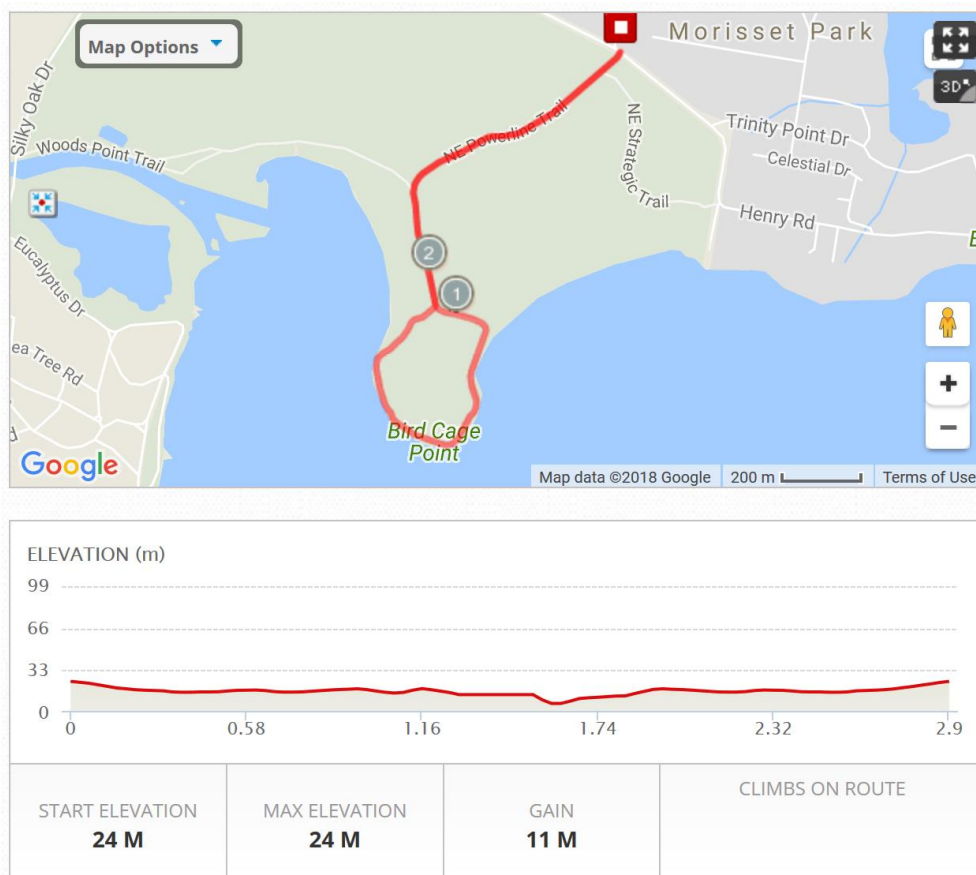 Map Options
Morisset Park
3D
Silky Oak Dr
Woods Point Trail
NE Powerline Trail
NE Strategic Trail
Trinity Point Dr
Celestial Dr
Henry Rd
Eucalyptus Dr
ea Tree Rd
2
1
Bird Cage
Point
Google
Map data ©2018 Google
200 m
Terms of Use
+
−
ELEVATION (m)
99
66
33
0
0 0.58 1.16 1.74 2.32 2.9
START ELEVATION
24 M
MAX ELEVATION
24 M
GAIN
11 M
CLIMBS ON ROUTE